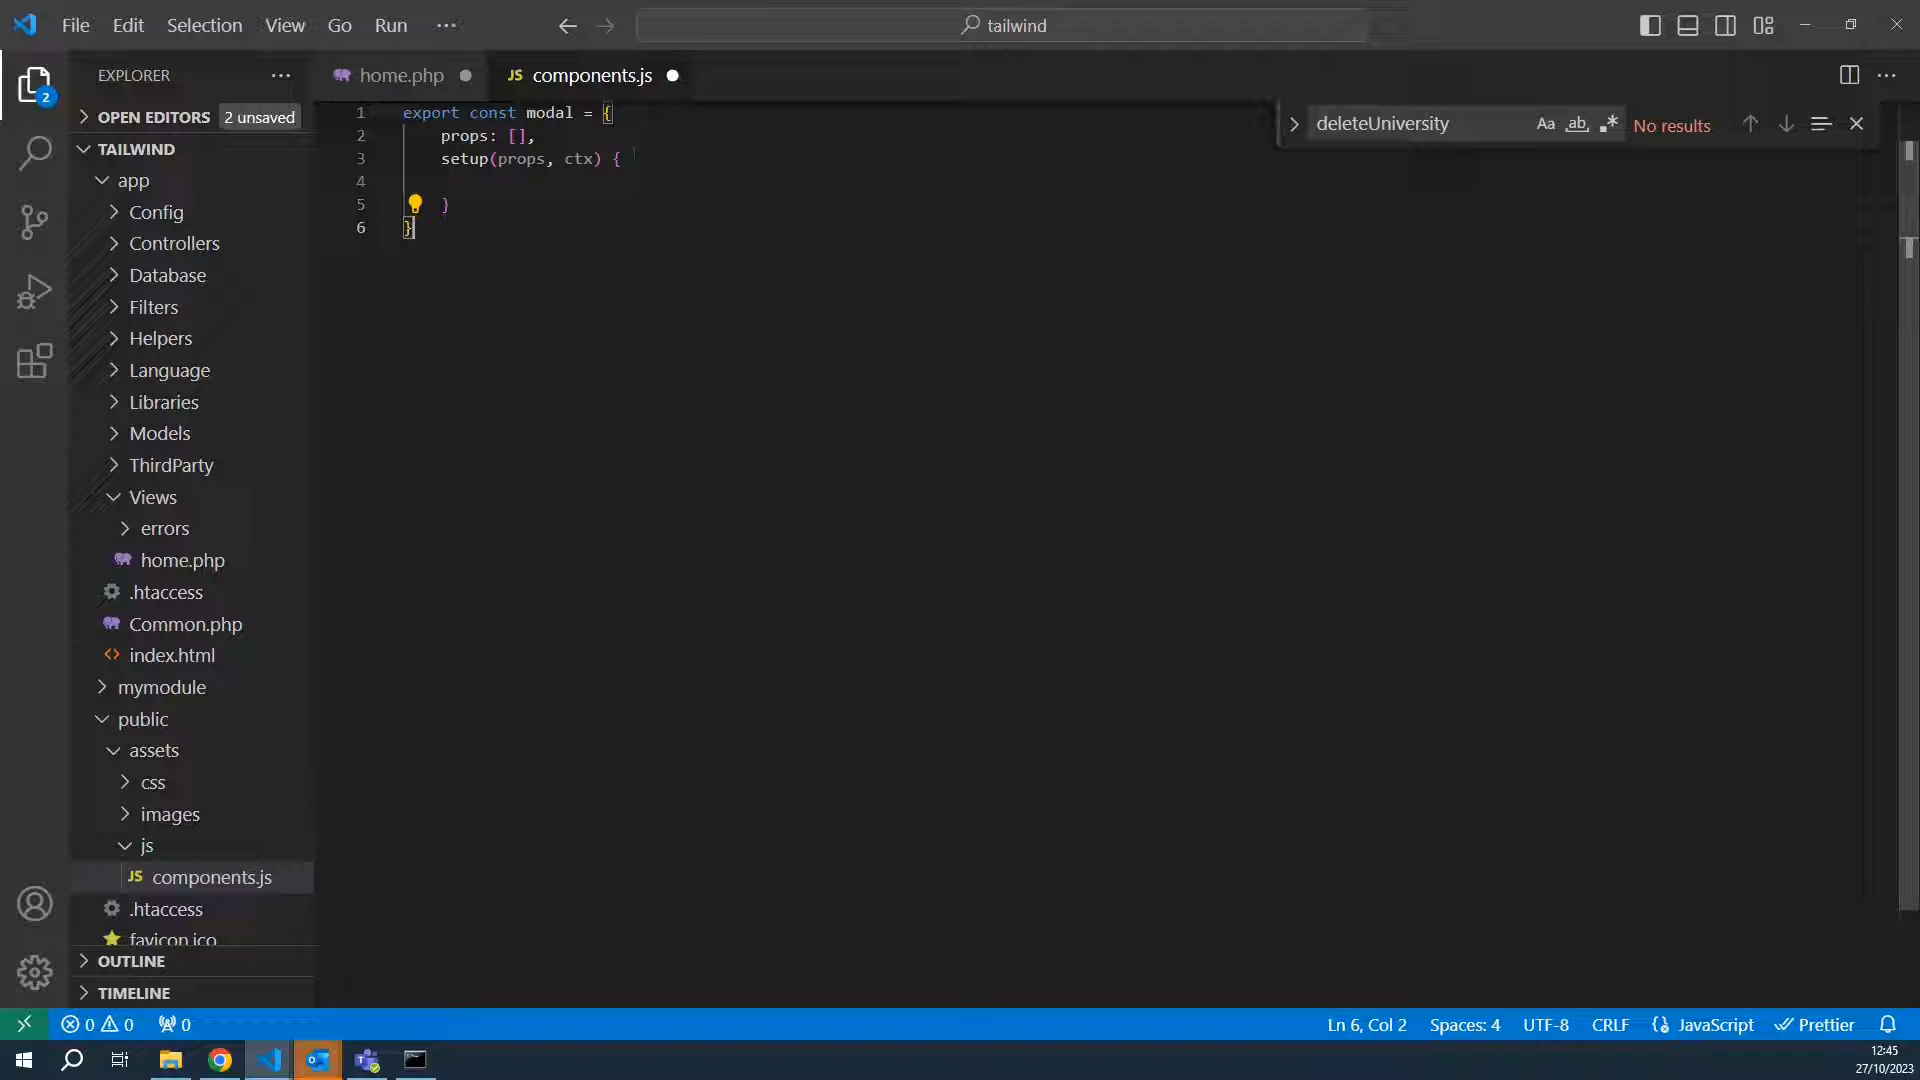 File Edit Selection View Go Run ···
tailwind
EXPLORER
OPEN EDITORS 2 unsaved
TAILWIND
app
Config
Controllers
Database
Filters
Helpers
Language
Libraries
Models
ThirdParty
Views
errors
home.php
.htaccess
Common.php
index.html
mymodule
public
assets
css
images
js
JS components.js
.htaccess
favicon.ico
OUTLINE
TIMELINE
2
home.php
JS components.js
1 export const modal = {
2 props: [],
3 setup(props, ctx) {
4
5 }
6 }
deleteUniversity Aa ab .* No results
0 0 0
Ln 6, Col 2 Spaces: 4 UTF-8 CRLF {} JavaScript Prettier
12:45
27/10/2023